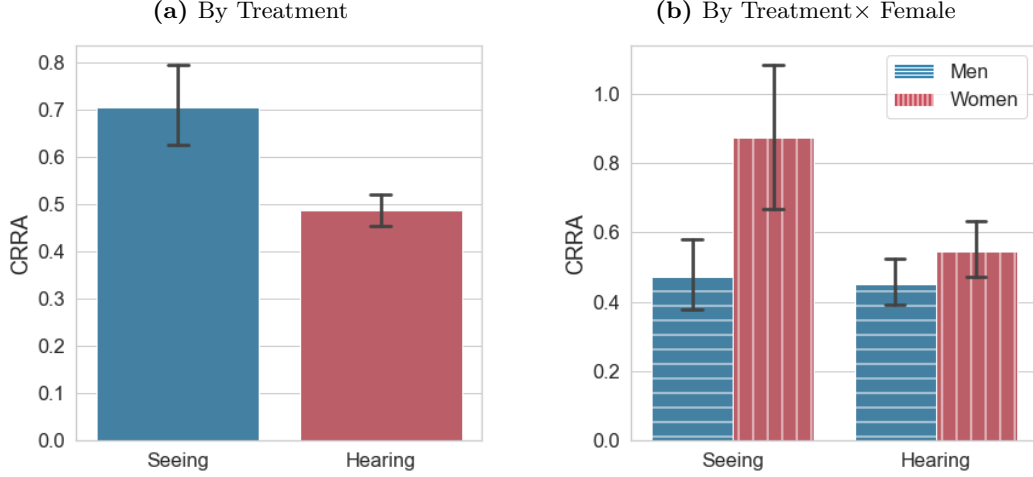 (a) By Treatment
CRRA
0.8
0.7
0.6
0.5
0.4
0.3
0.2
0.1
0.0
Seeing
Hearing
(b) By Treatment× Female
CRRA
1.0
0.8
0.6
0.4
0.2
0.0
Men
Women
Seeing
Hearing